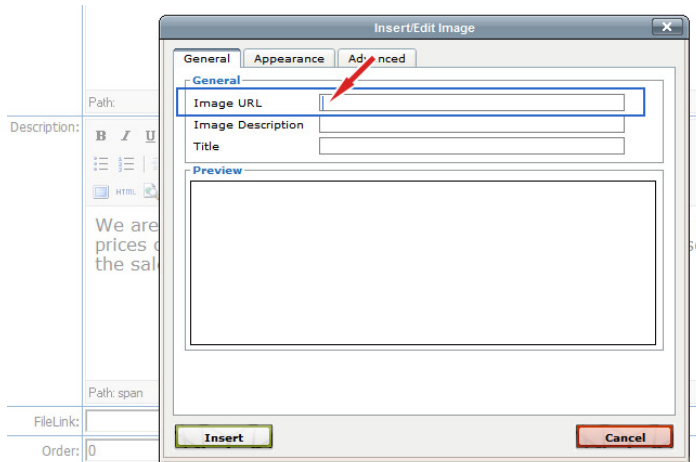 Insert/Edit Image
General Appearance Advanced
General
Image URL
Image Description
Title
Preview
Insert Cancel
Path:
Description:
B I U
HTML
We are
prices
the sal
Path: span
FileLink:
Order: 0